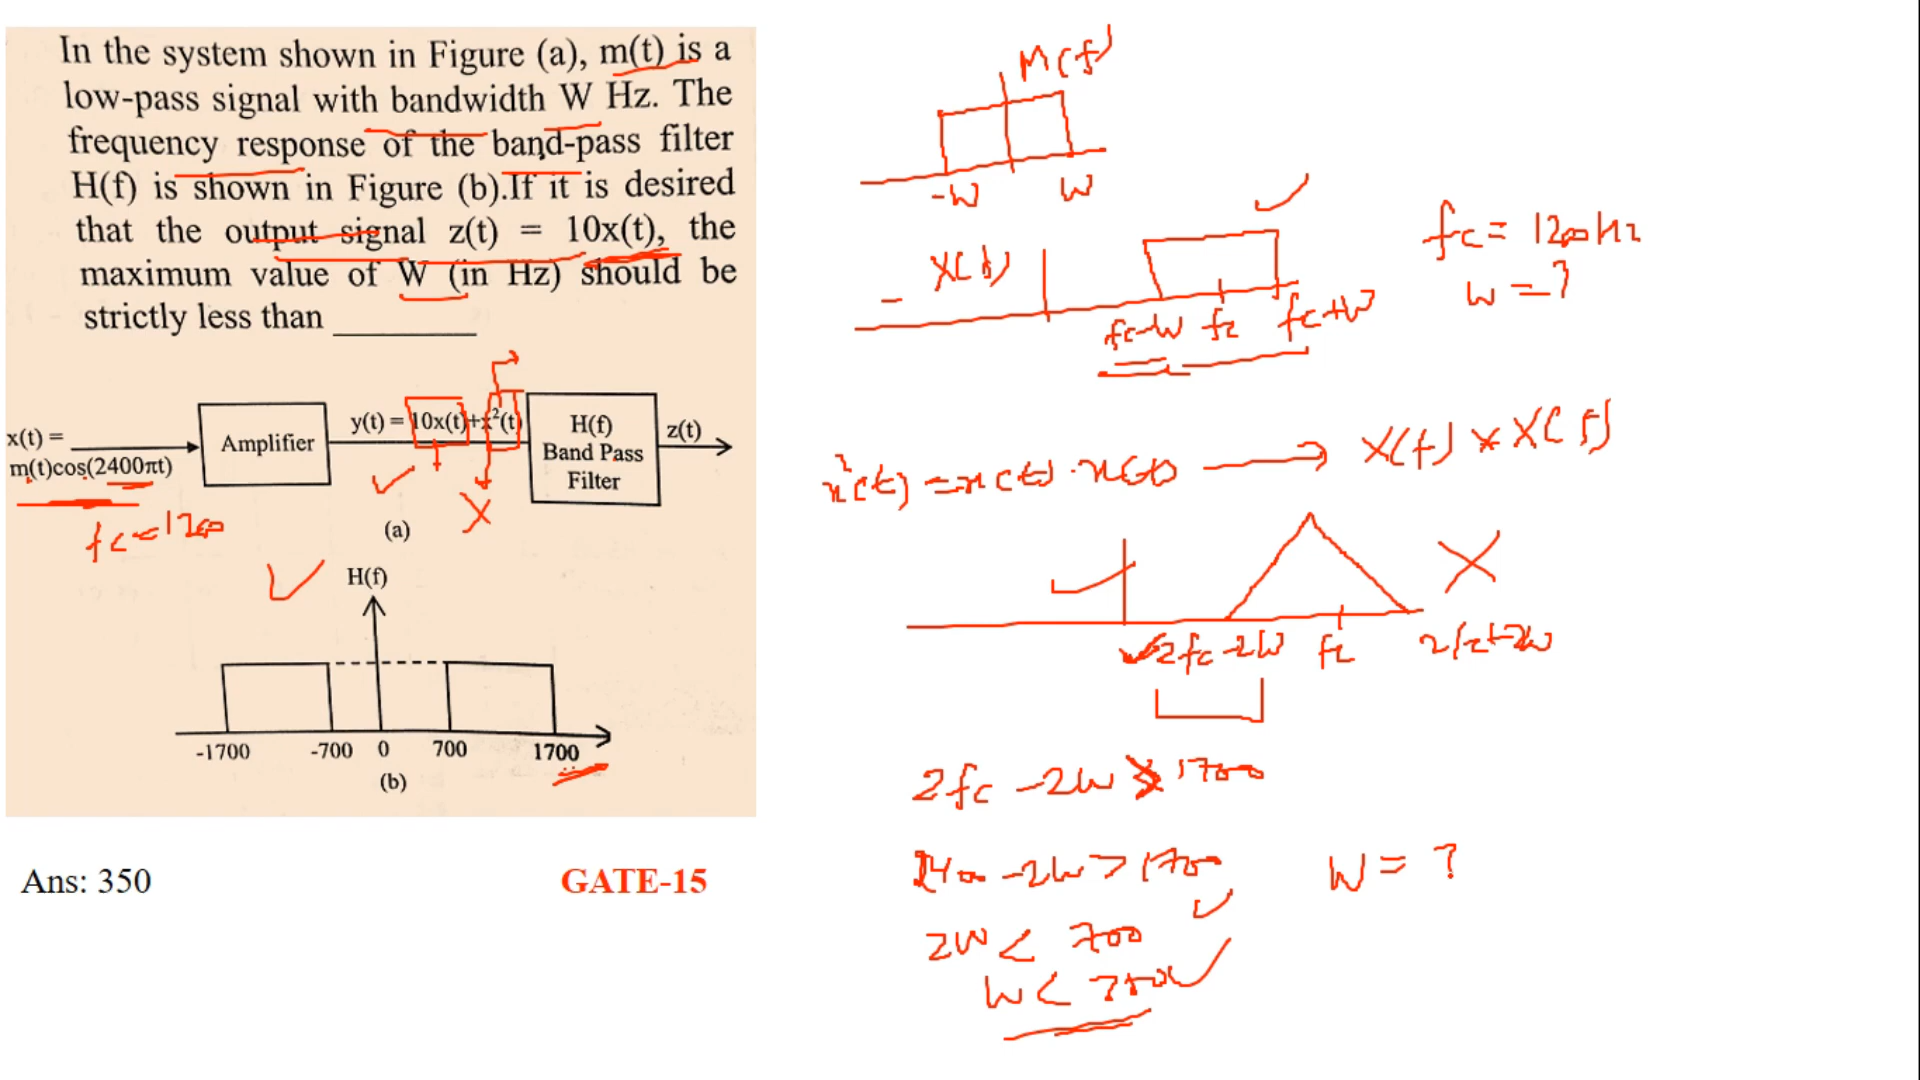 In the system shown in Figure (a), m(t) is a
low-pass signal with bandwidth W Hz. The
frequency response of the band-pass filter
H(f) is shown in Figure (b).If it is desired
that the output signal z(t) = 10x(t), the
maximum value of W (in Hz) should be
strictly less than ________
x(t) =
m(t)cos(2400πt)
Amplifier
y(t) = 10x(t)+x²(t)
H(f)
Band Pass
Filter
z(t)
fc=1200
X
(a)
H(f)
-1700 -700 0 700 1700
(b)
Ans: 350
GATE-15
M(f)
-W W
X(f)
fc-W fc fc+W
fc = 1200Hz
W = ?
x²(t) = x(t) · x(t) → X(f) * X(f)
X
2fc-2W fc 2fc+2W
2fc - 2W > 1700
2400 - 2W > 1700
W = ?
2W < 700